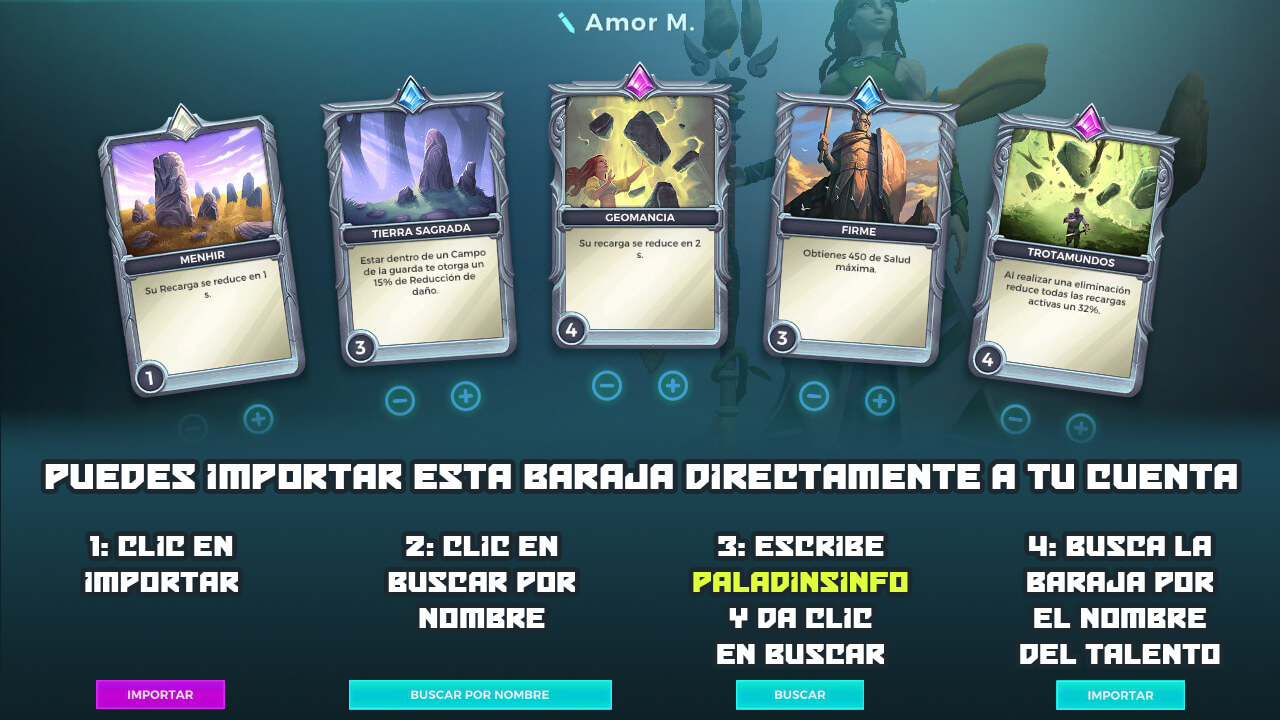 Amor M.
MENHIR
Su Recarga se reduce en 1
s.
1
TIERRA SAGRADA
Estar dentro de un Campo
de la guarda te otorga un
15% de Reducción de
daño.
3
GEOMANCIA
Su recarga se reduce en 2
s.
4
FIRME
Obtienes 450 de Salud
máxima.
3
TROTAMUNDOS
Al realizar una eliminación
reduce todas las recargas
activas un 32%.
4
PUEDES IMPORTAR ESTA BARAJA DIRECTAMENTE A TU CUENTA
1: CLIC EN
IMPORTAR
IMPORTAR
2: CLIC EN
BUSCAR POR
NOMBRE
BUSCAR POR NOMBRE
3: ESCRIBE
PALADINSINFO
Y DA CLIC
EN BUSCAR
BUSCAR
4: BUSCA LA
BARAJA POR
EL NOMBRE
DEL TALENTO
IMPORTAR